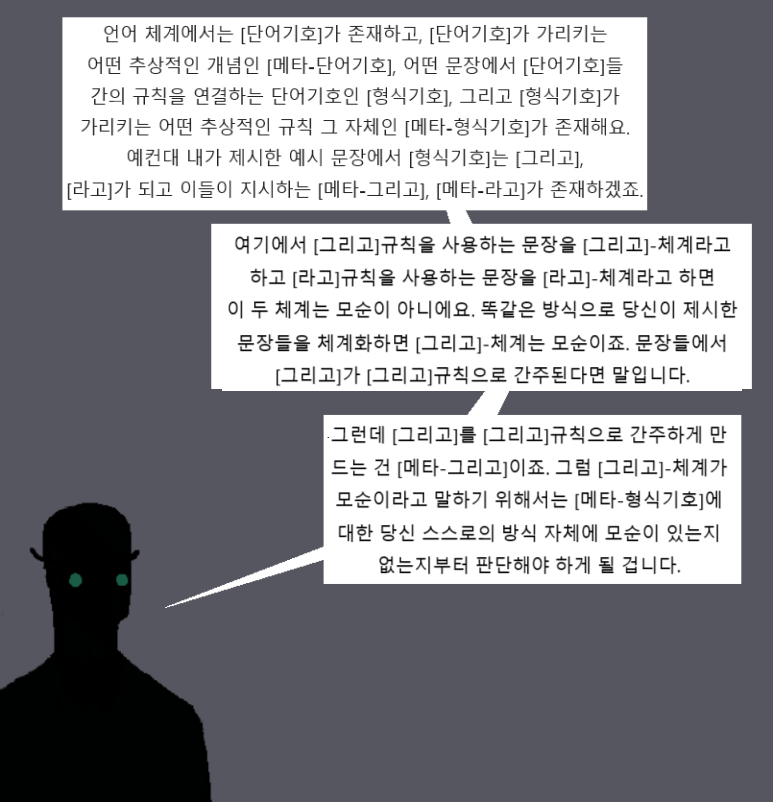 언어 체계에서는 [단어기호]가 존재하고, [단어기호]가 가리키는
어떤 추상적인 개념인 [메타-단어기호], 어떤 문장에서 [단어기호]들
간의 규칙을 연결하는 단어기호인 [형식기호], 그리고 [형식기호]가
가리키는 어떤 추상적인 규칙 그 자체인 [메타-형식기호]가 존재해요.
예컨대 내가 제시한 예시 문장에서 [형식기호]는 [그리고],
[라고]가 되고 이들이 지시하는 [메타-그리고], [메타-라고]가 존재하겠죠.
여기에서 [그리고]규칙을 사용하는 문장을 [그리고]-체계라고
하고 [라고]규칙을 사용하는 문장을 [라고]-체계라고 하면
이 두 체계는 모순이 아니에요. 똑같은 방식으로 당신이 제시한
문장들을 체계화하면 [그리고]-체계는 모순이죠. 문장들에서
[그리고]가 [그리고]규칙으로 간주된다면 말입니다.
그런데 [그리고]를 [그리고]규칙으로 간주하게 만
드는 건 [메타-그리고]이죠. 그럼 [그리고]-체계가
모순이라고 말하기 위해서는 [메타-형식기호]에
대한 당신 스스로의 방식 자체에 모순이 있는지
없는지부터 판단해야 하게 될 겁니다.